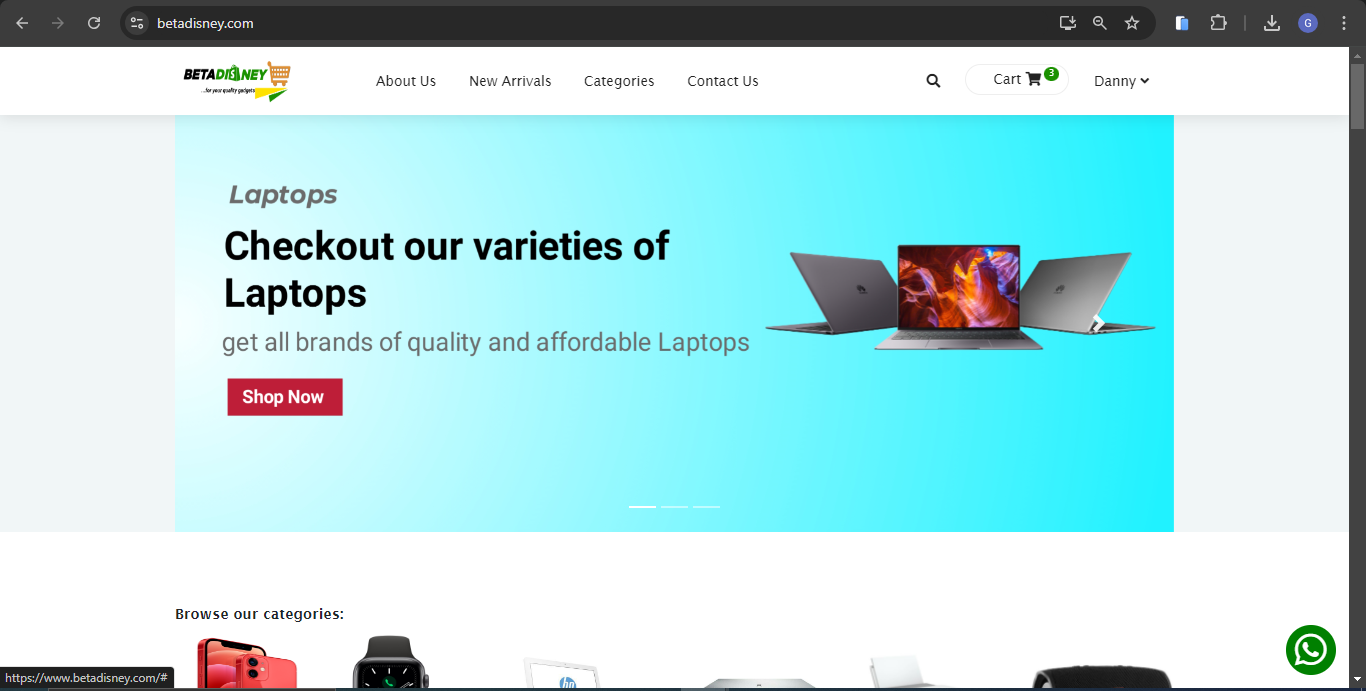 betadisney.com
G
BETADISNEY
...for your quality gadgets
About Us
New Arrivals
Categories
Contact Us
Cart
3
Danny
Laptops
Checkout our varieties of
Laptops
get all brands of quality and affordable Laptops
Shop Now
Browse our categories:
hp
https://www.betadisney.com/#